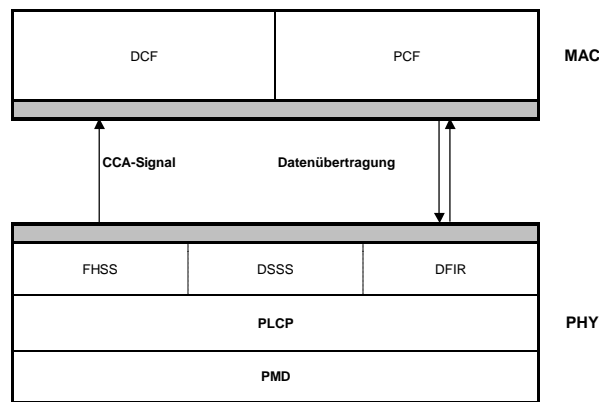 DCF PCF MAC
CCA-Signal Datenübertragung
FHSS DSSS DFIR
PLCP PHY
PMD